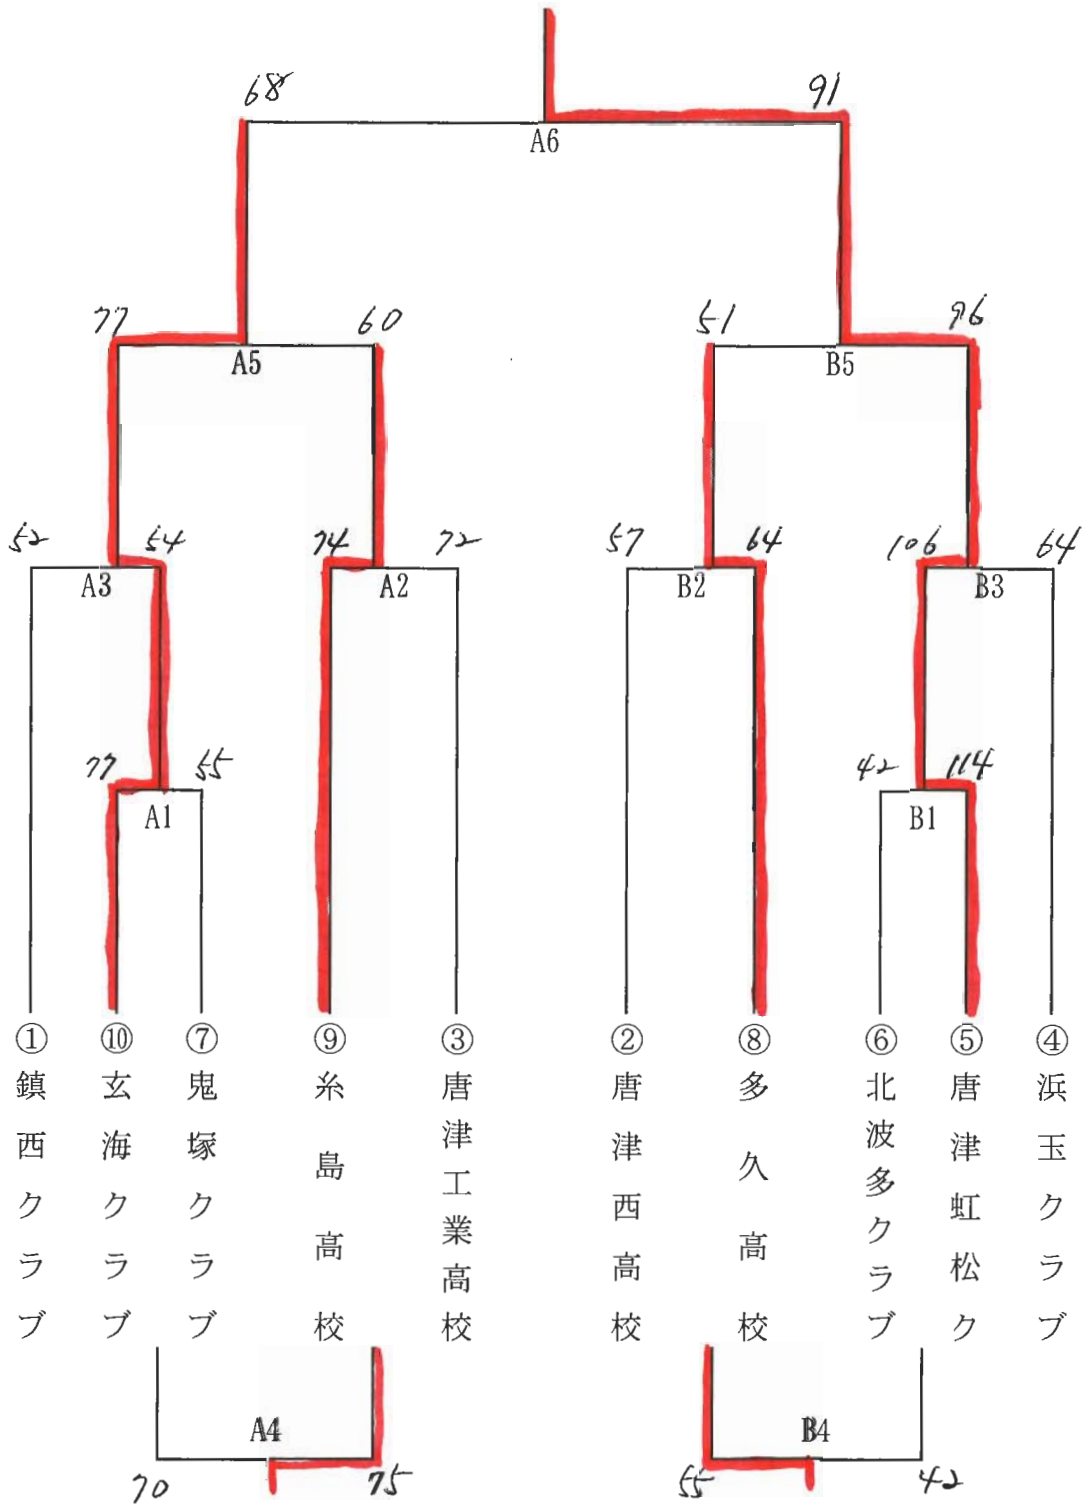 68 91
A6
77 60 51 96
A5 B5
52 54 74 72 57 64 106 64
A3 A2 B2 B3
77 55 42 114
A1 B1
① ⑩ ⑦ ⑨ ③ ② ⑧ ⑥ ⑤ ④
鎮西クラブ
玄海クラブ
鬼塚クラブ
糸島高校
唐津工業高校
唐津西高校
多久高校
北波多クラブ
唐津虹松ク
浜玉クラブ
A4 B4
70 75 55 42